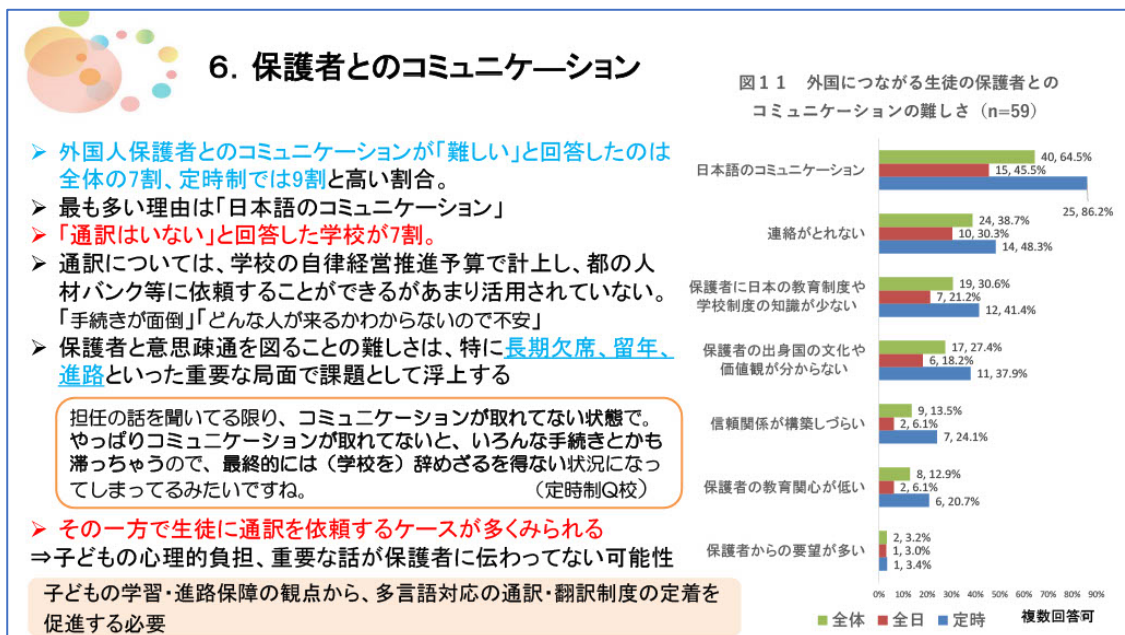 6. 保護者とのコミュニケーション
➢ 外国人保護者とのコミュニケーションが「難しい」と回答したのは
全体の7割、定時制では9割と高い割合。
➢ 最も多い理由は「日本語のコミュニケーション」
➢ 「通訳はいない」と回答した学校が7割。
➢ 通訳については、学校の自律経営推進予算で計上し、都の人
材バンク等に依頼することができるがあまり活用されていない。
「手続きが面倒」「どんな人が来るかわからないので不安」
➢ 保護者と意思疎通を図ることの難しさは、特に長期欠席、留年、
進路といった重要な局面で課題として浮上する
担任の話を聞いてる限り、コミュニケーションが取れてない状態で。
やっぱりコミュニケーションが取れてないと、いろんな手続きとかも
滞っちゃうので、最終的には（学校を）辞めざるを得ない状況になっ
てしまってるみたいですね。 （定時制Q校）
➢ その一方で生徒に通訳を依頼するケースが多くみられる
⇒子どもの心理的負担、重要な話が保護者に伝わってない可能性
子どもの学習・進路保障の観点から、多言語対応の通訳・翻訳制度の定着を
促進する必要
図１１ 外国につながる生徒の保護者との
コミュニケーションの難しさ（n=59）
日本語のコミュニケーション
40, 64.5%
15, 45.5%
25, 86.2%
連絡がとれない
24, 38.7%
10, 30.3%
14, 48.3%
保護者に日本の教育制度や
学校制度の知識が少ない
19, 30.6%
7, 21.2%
12, 41.4%
保護者の出身国の文化や
価値観が分からない
17, 27.4%
6, 18.2%
11, 37.9%
信頼関係が構築しづらい
9, 13.5%
2, 6.1%
7, 24.1%
保護者の教育関心が低い
8, 12.9%
2, 6.1%
6, 20.7%
保護者からの要望が多い
2, 3.2%
1, 3.0%
1, 3.4%
0% 10% 20% 30% 40% 50% 60% 70% 80% 90%
全体 全日 定時 複数回答可